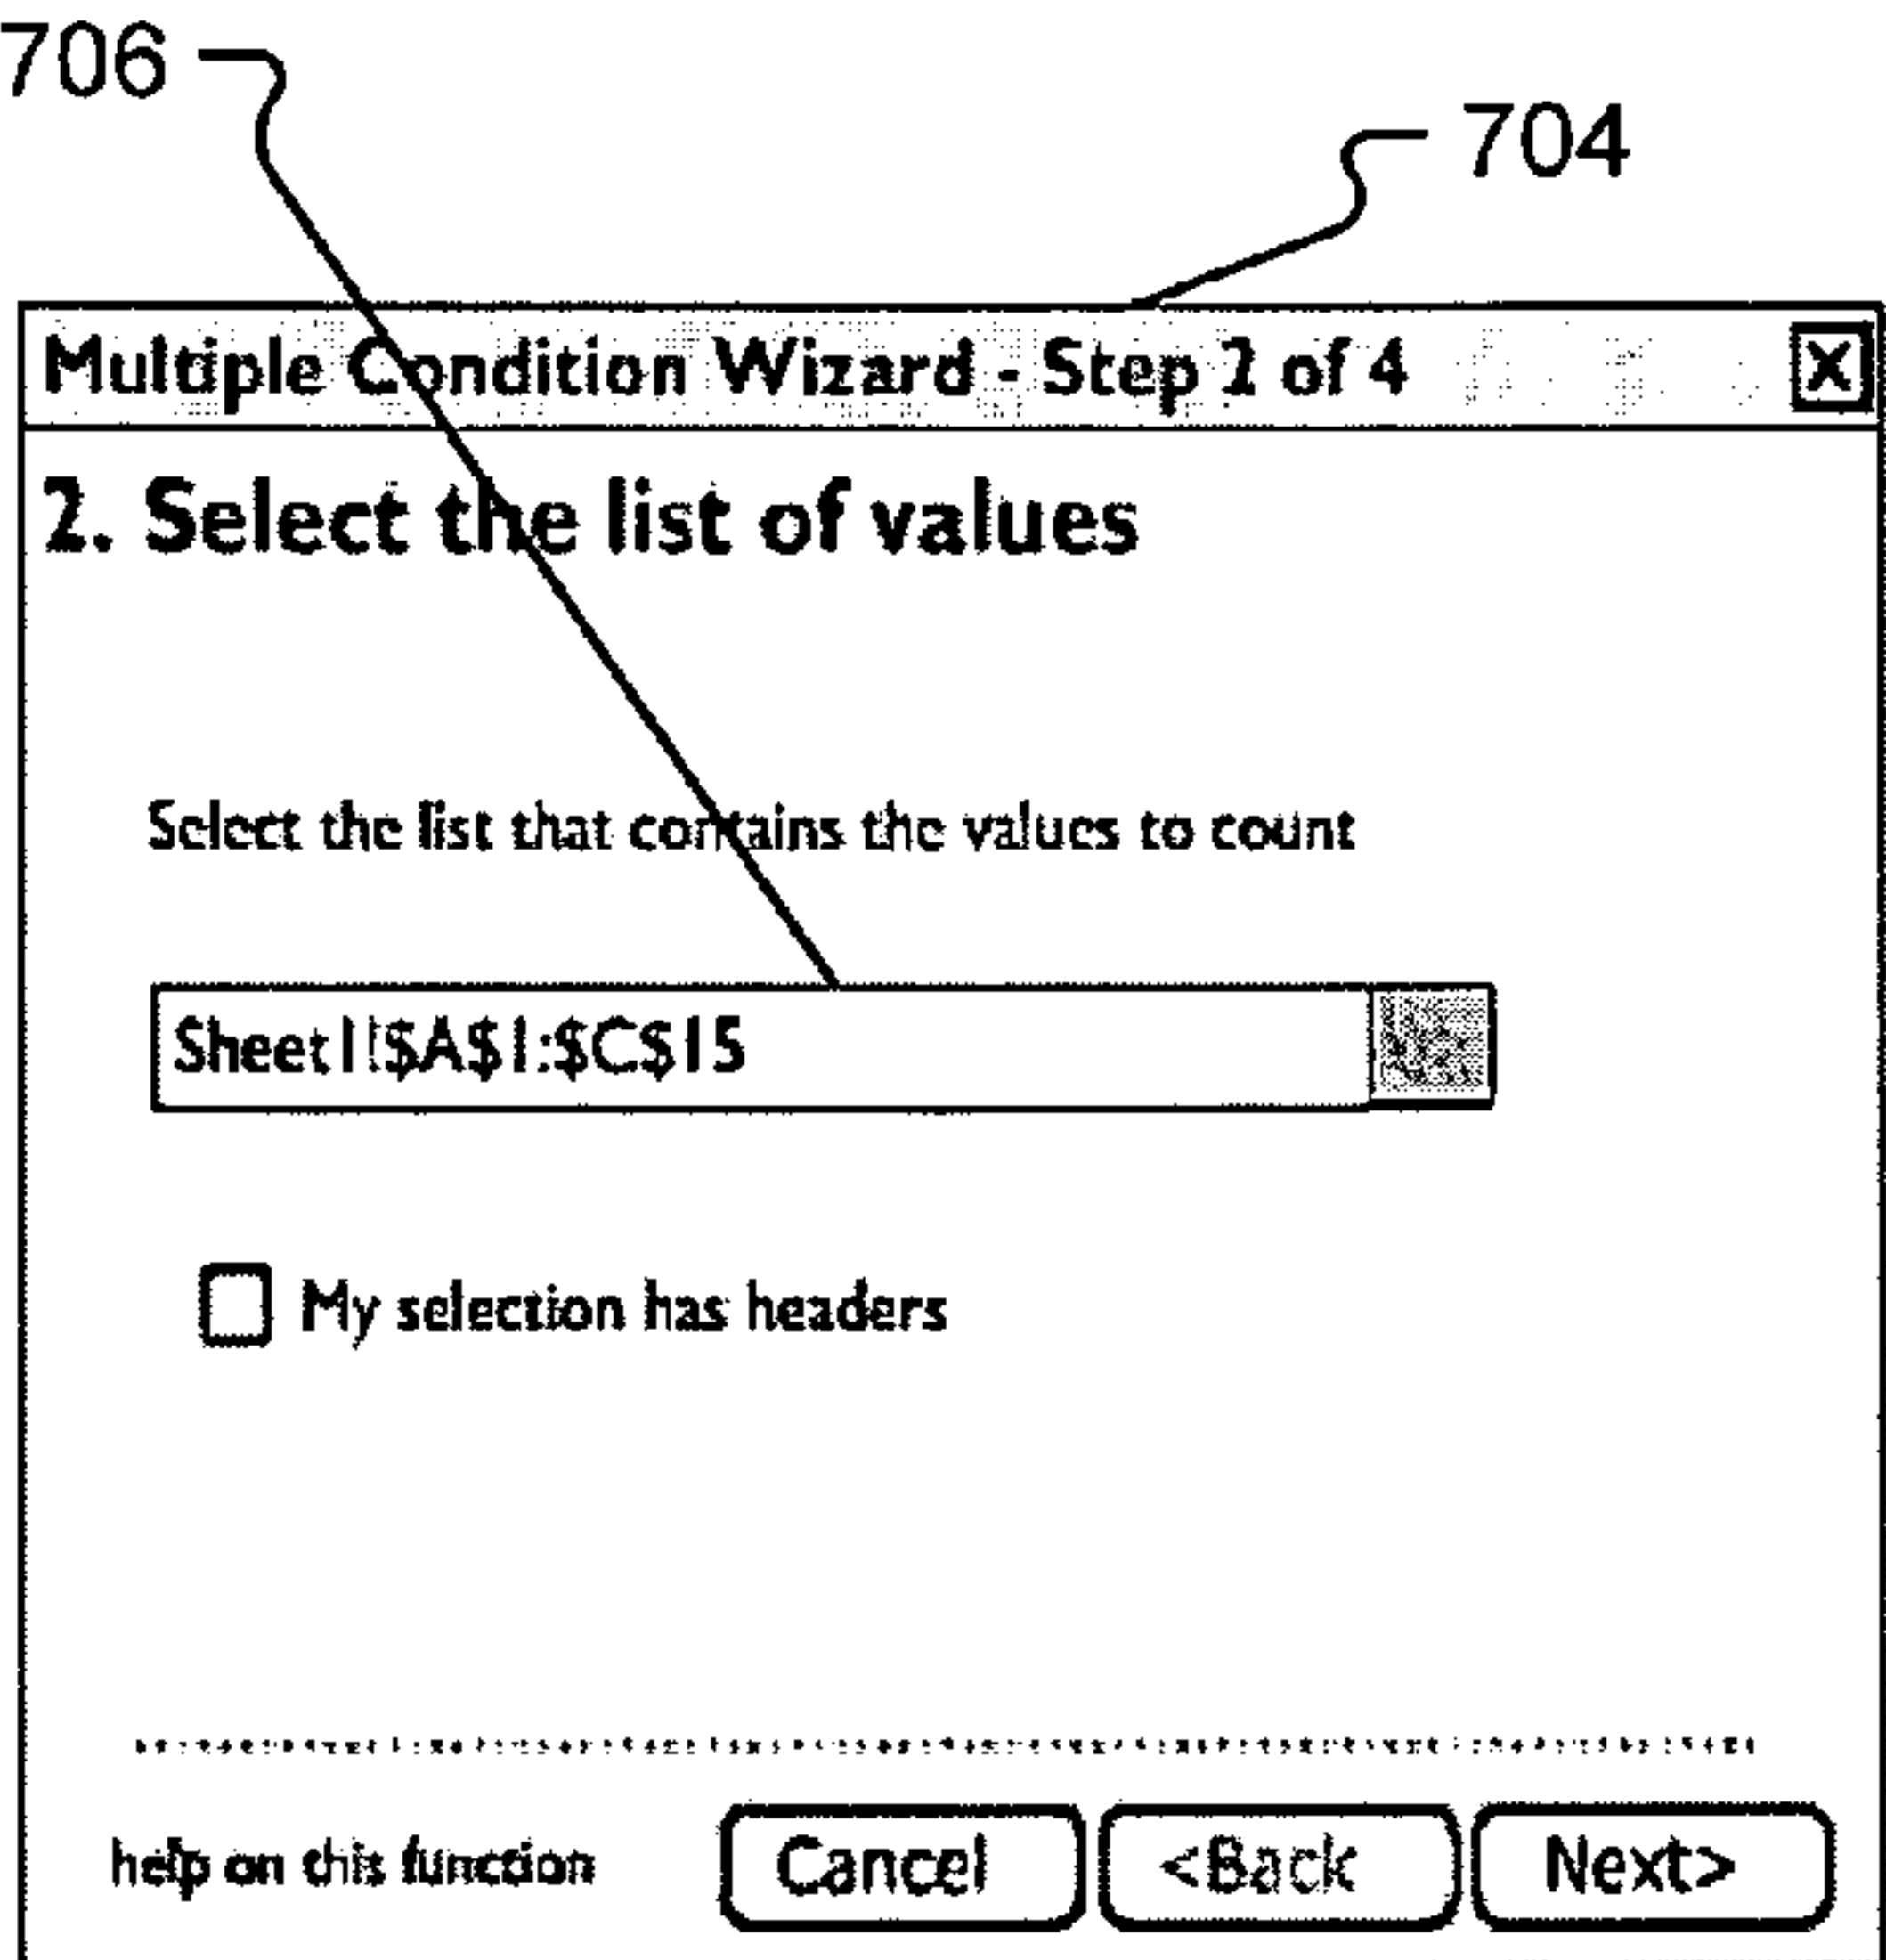 706
704
Multiple Condition Wizard - Step 2 of 4
X
2. Select the list of values
Select the list that contains the values to count
Sheet1!$A$1:$C$15
My selection has headers
help on this function
Cancel
<Back
Next>